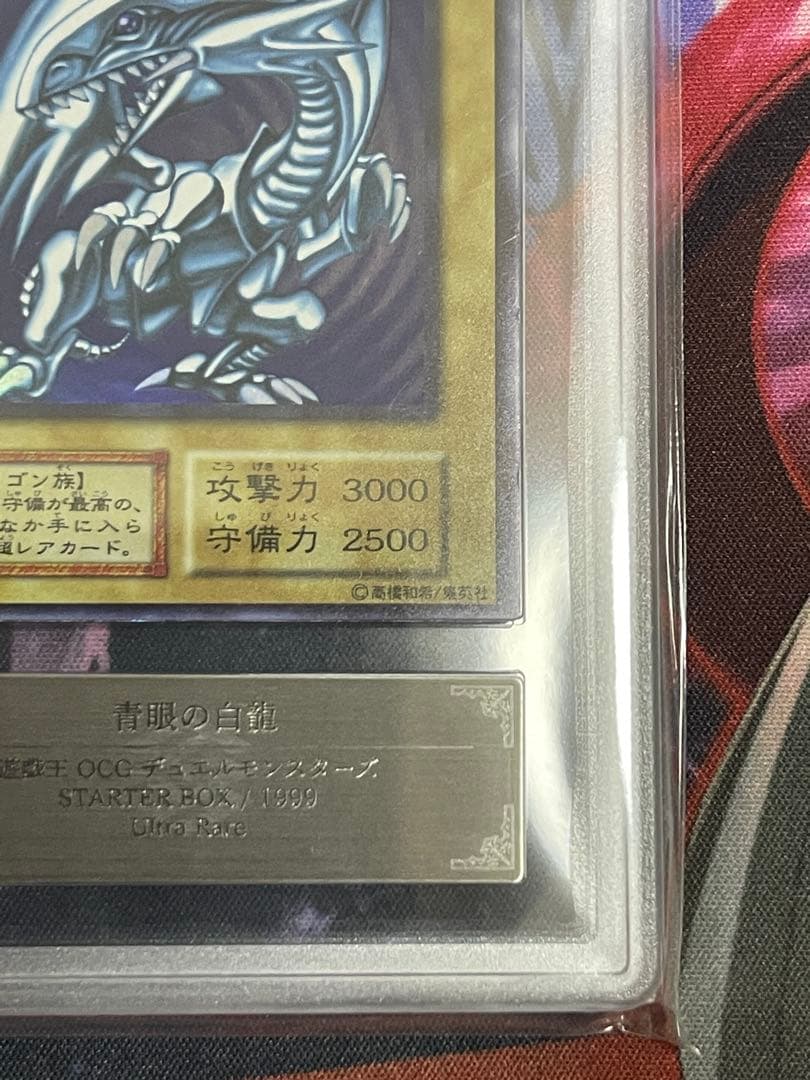 ゴン族】
守備が最高の、
なか手に入ら
超レアカード。
こう げき りょく
攻撃力 3000
しゅ び りょく
守備力 2500
©高橋和希/集英社
青眼の白龍
遊戯王 OCG デュエルモンスターズ
STARTER BOX / 1999
Ultra Rare